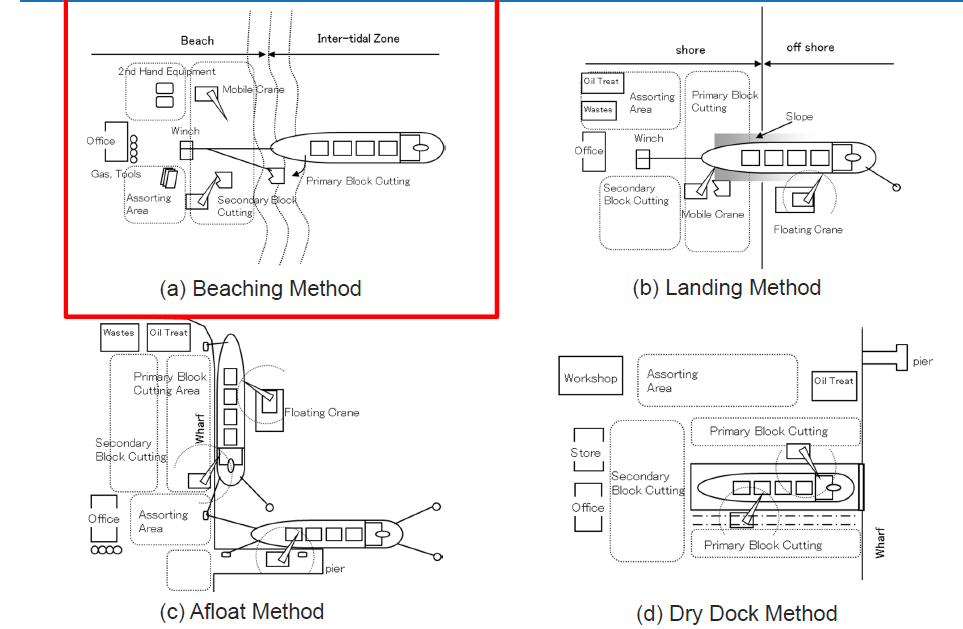 Beach
Inter-tidal Zone
2nd Hand Equipment
Mobile Crane
Winch
Office
Gas, Tools
Primary Block Cutting
Assorting
Area
Secondary Block
Cutting
(a) Beaching Method
shore
off shore
Oil Treat
Wastes
Assorting
Area
Primary Block
Cutting
Slope
Winch
Office
Secondary
Block Cutting
Mobile Crane
Floating Crane
(b) Landing Method
Wastes
Oil Treat
Primary Block
Cutting Area
Wharf
Floating Crane
Secondary
Block Cutting
Office
Assorting
Area
pier
(c) Afloat Method
pier
Workshop
Assorting
Area
Oil Treat
Primary Block Cutting
Store
Secondary
Block Cutting
Office
Primary Block Cutting
Wharf
(d) Dry Dock Method